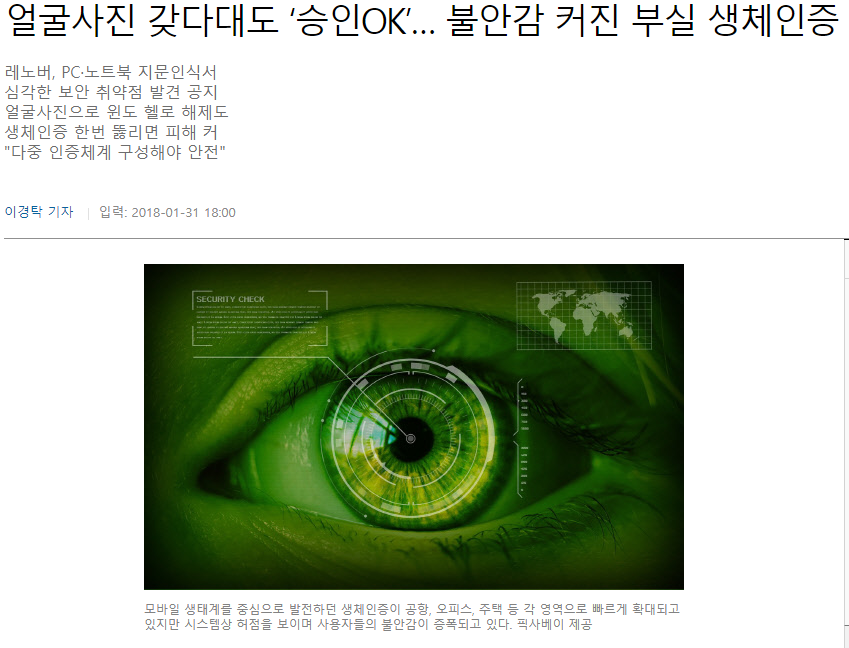 얼굴사진 갖다대도 ‘승인OK’... 불안감 커진 부실 생체인증
레노버, PC·노트북 지문인식서
심각한 보안 취약점 발견 공지
얼굴사진으로 윈도 헬로 해제도
생체인증 한번 뚫리면 피해 커
"다중 인증체계 구성해야 안전"
이경탁 기자 | 입력: 2018-01-31 18:00
SECURITY CHECK
모바일 생태계를 중심으로 발전하던 생체인증이 공항, 오피스, 주택 등 각 영역으로 빠르게 확대되고
있지만 시스템상 허점을 보이며 사용자들의 불안감이 증폭되고 있다. 픽사베이 제공